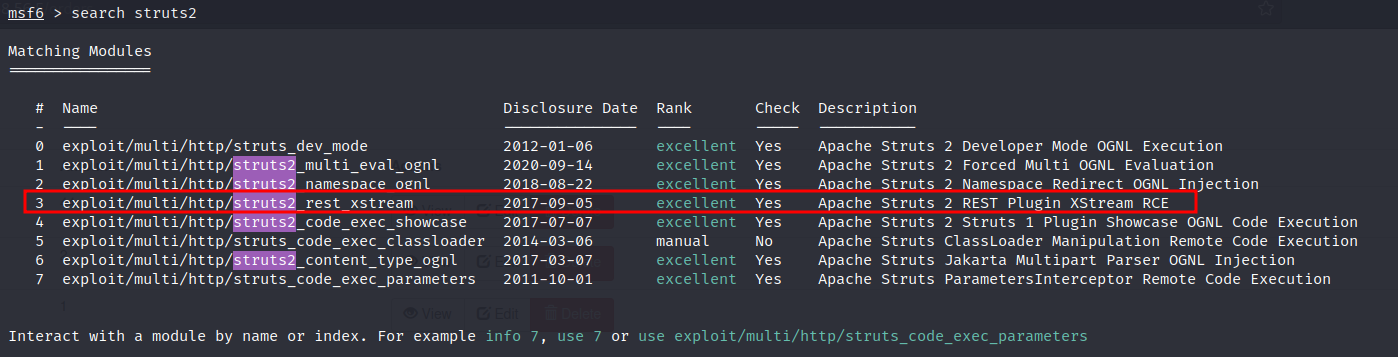 msf6 > search struts2
Matching Modules
================
# Name Disclosure Date Rank Check Description
- ---- --------------- ---- ----- -----------
0 exploit/multi/http/struts_dev_mode 2012-01-06 excellent Yes Apache Struts 2 Developer Mode OGNL Execution
1 exploit/multi/http/struts2_multi_eval_ognl 2020-09-14 excellent Yes Apache Struts 2 Forced Multi OGNL Evaluation
2 exploit/multi/http/struts2_namespace_ognl 2018-08-22 excellent Yes Apache Struts 2 Namespace Redirect OGNL Injection
3 exploit/multi/http/struts2_rest_xstream 2017-09-05 excellent Yes Apache Struts 2 REST Plugin XStream RCE
4 exploit/multi/http/struts2_code_exec_showcase 2017-07-07 excellent Yes Apache Struts 2 Struts 1 Plugin Showcase OGNL Code Execution
5 exploit/multi/http/struts_code_exec_classloader 2014-03-06 manual No Apache Struts ClassLoader Manipulation Remote Code Execution
6 exploit/multi/http/struts2_content_type_ognl 2017-03-07 excellent Yes Apache Struts Jakarta Multipart Parser OGNL Injection
7 exploit/multi/http/struts_code_exec_parameters 2011-10-01 excellent Yes Apache Struts ParametersInterceptor Remote Code Execution
View Edit Delete
Interact with a module by name or index. For example info 7, use 7 or use exploit/multi/http/struts_code_exec_parameters